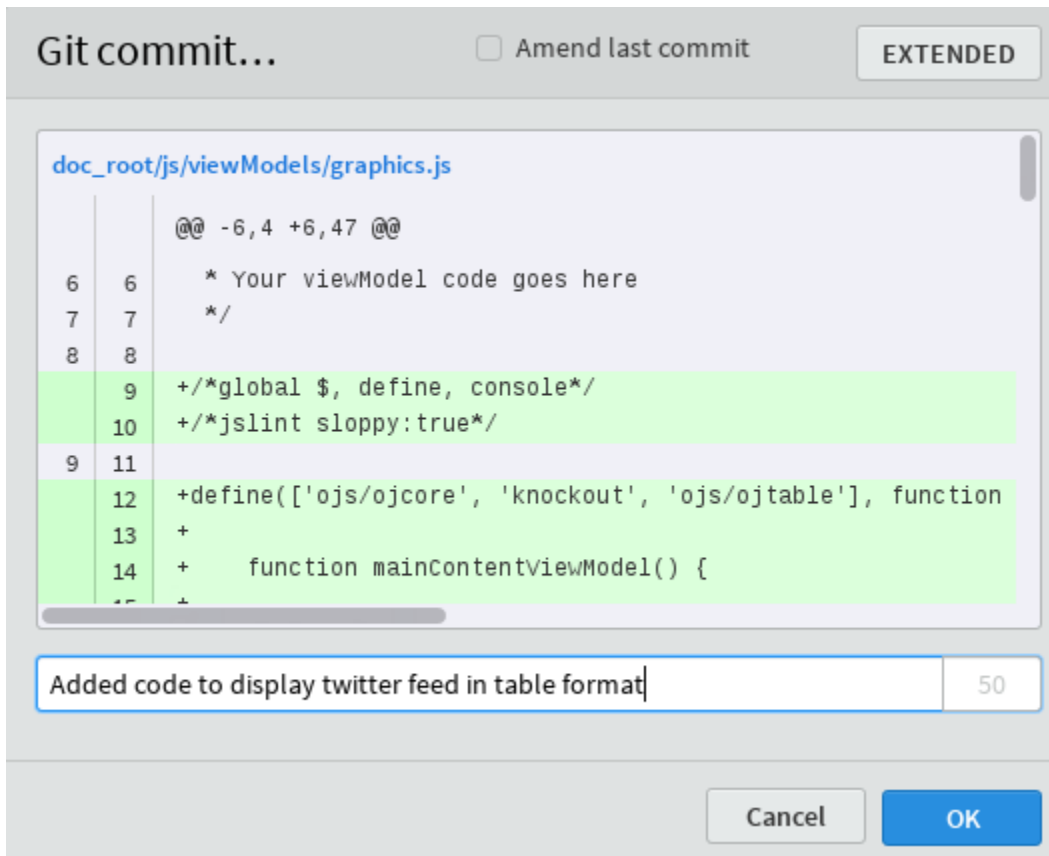 Git commit... Amend last commit EXTENDED
doc_root/js/viewModels/graphics.js
@@ -6,4 +6,47 @@
6 6 * Your viewModel code goes here
7 7 */
8 8
9 +/*global $, define, console*/
10 +/*jslint sloppy:true*/
9 11
12 +define(['ojs/ojcore', 'knockout', 'ojs/ojtable'], function
13 +
14 + function mainContentViewModel() {
15 +
Added code to display twitter feed in table format 50
Cancel OK